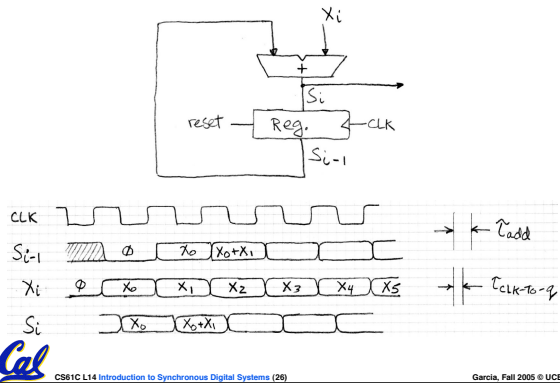 Xi
+
Si
reset Reg. CLK
Si-1
CLK
τadd
Si-1 Φ X0 X0+X1
Xi Φ X0 X1 X2 X3 X4 X5
τCLK-TO-q
Si X0 X0+X1
Cal
CS61C L14 Introduction to Synchronous Digital Systems (26) Garcia, Fall 2005 © UCB